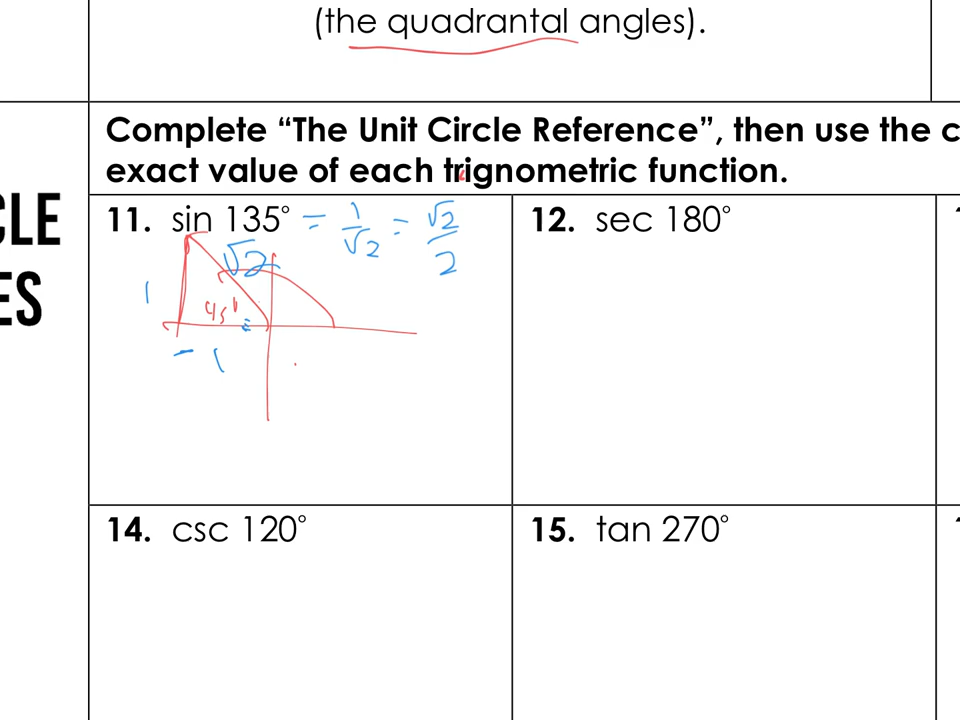 (the quadrantal angles).
Complete “The Unit Circle Reference”, then use the c
exact value of each trignometric function.
CLE
ES
11. sin 135° = 1/√2 = √2/2
√2
1
45°
- 1
12. sec 180°
14. csc 120°
15. tan 270°